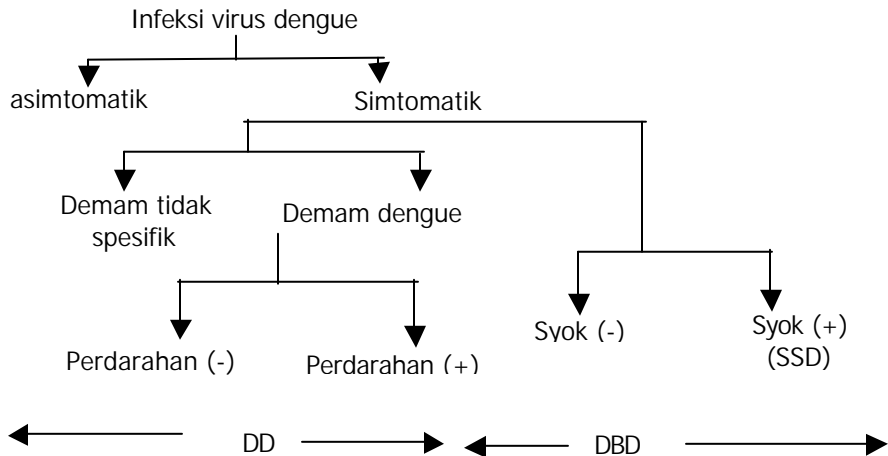 Infeksi virus dengue
asimtomatik
Simtomatik
Demam tidak
spesifik
Demam dengue
Perdarahan (-)
Perdarahan (+)
Syok (-)
Syok (+)
(SSD)
DD
DBD